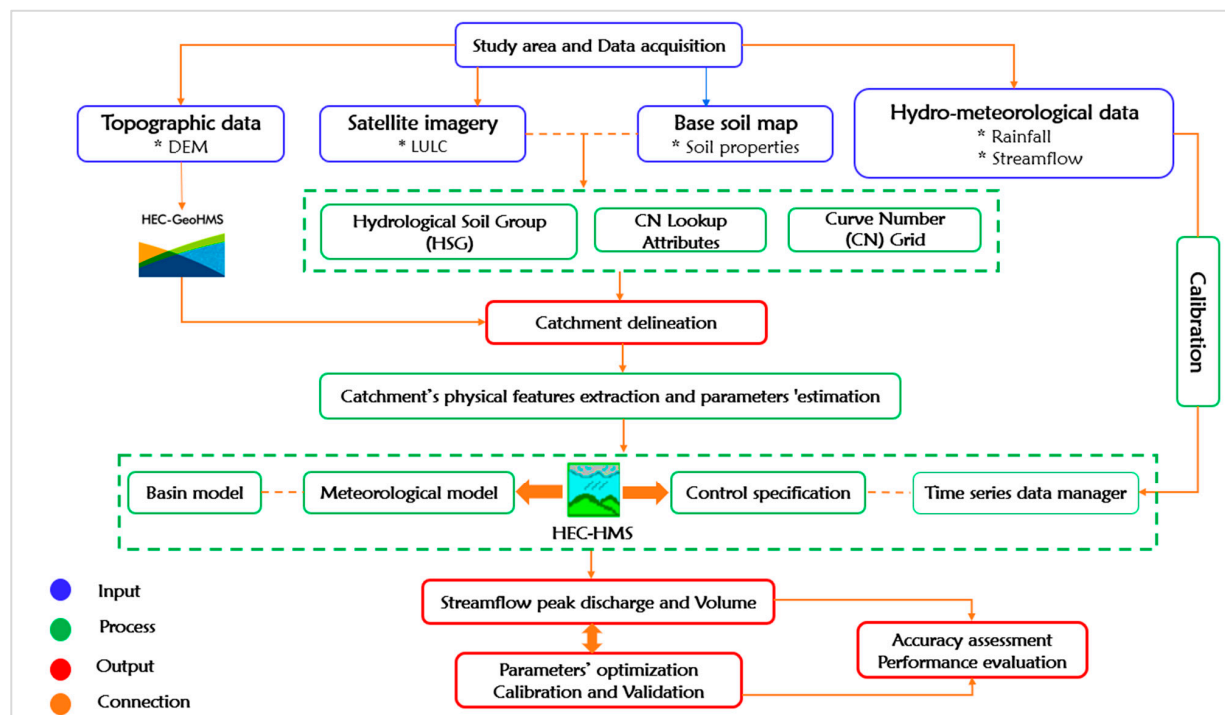 Study area and Data acquisition
Topographic data
* DEM
Satellite imagery
* LULC
Base soil map
* Soil properties
Hydro-meteorological data
* Rainfall
* Streamflow
HEC-GeoHMS
Hydrological Soil Group
(HSG)
CN Lookup
Attributes
Curve Number
(CN) Grid
Calibration
Catchment delineation
Catchment's physical features extraction and parameters 'estimation
Basin model
Meteorological model
HEC-HMS
Control specification
Time series data manager
Input
Process
Output
Connection
Streamflow peak discharge and Volume
Parameters' optimization
Calibration and Validation
Accuracy assessment
Performance evaluation